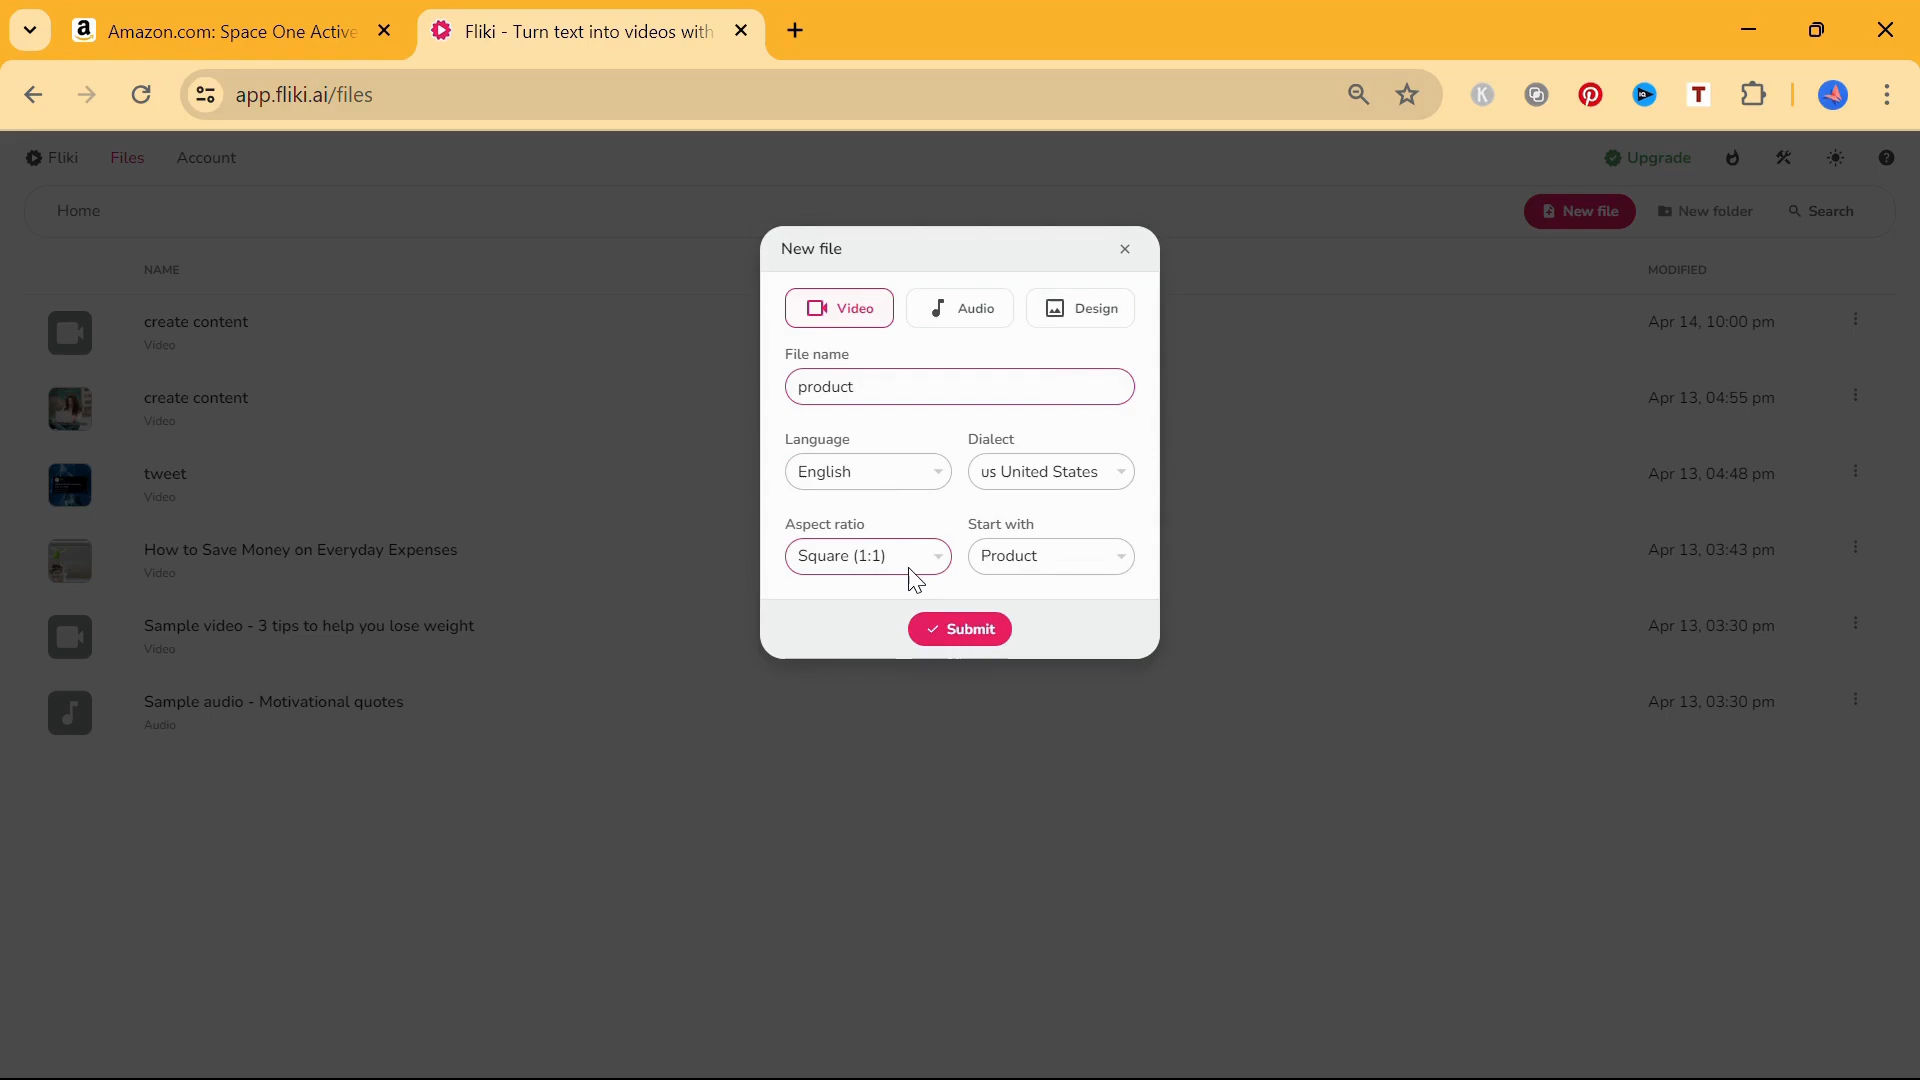 Amazon.com: Space One Active
Fliki - Turn text into videos with
app.fliki.ai/files
Fliki Files Account Upgrade
Home New file New folder Search
NAME MODIFIED
create content Apr 14, 10:00 pm
Video
create content Apr 13, 04:55 pm
Video
tweet Apr 13, 04:48 pm
Video
How to Save Money on Everyday Expenses Apr 13, 03:43 pm
Video
Sample video - 3 tips to help you lose weight Apr 13, 03:30 pm
Video
Sample audio - Motivational quotes Apr 13, 03:30 pm
Audio
New file
Video Audio Design
File name
product
Language Dialect
English us United States
Aspect ratio Start with
Square (1:1) Product
Submit